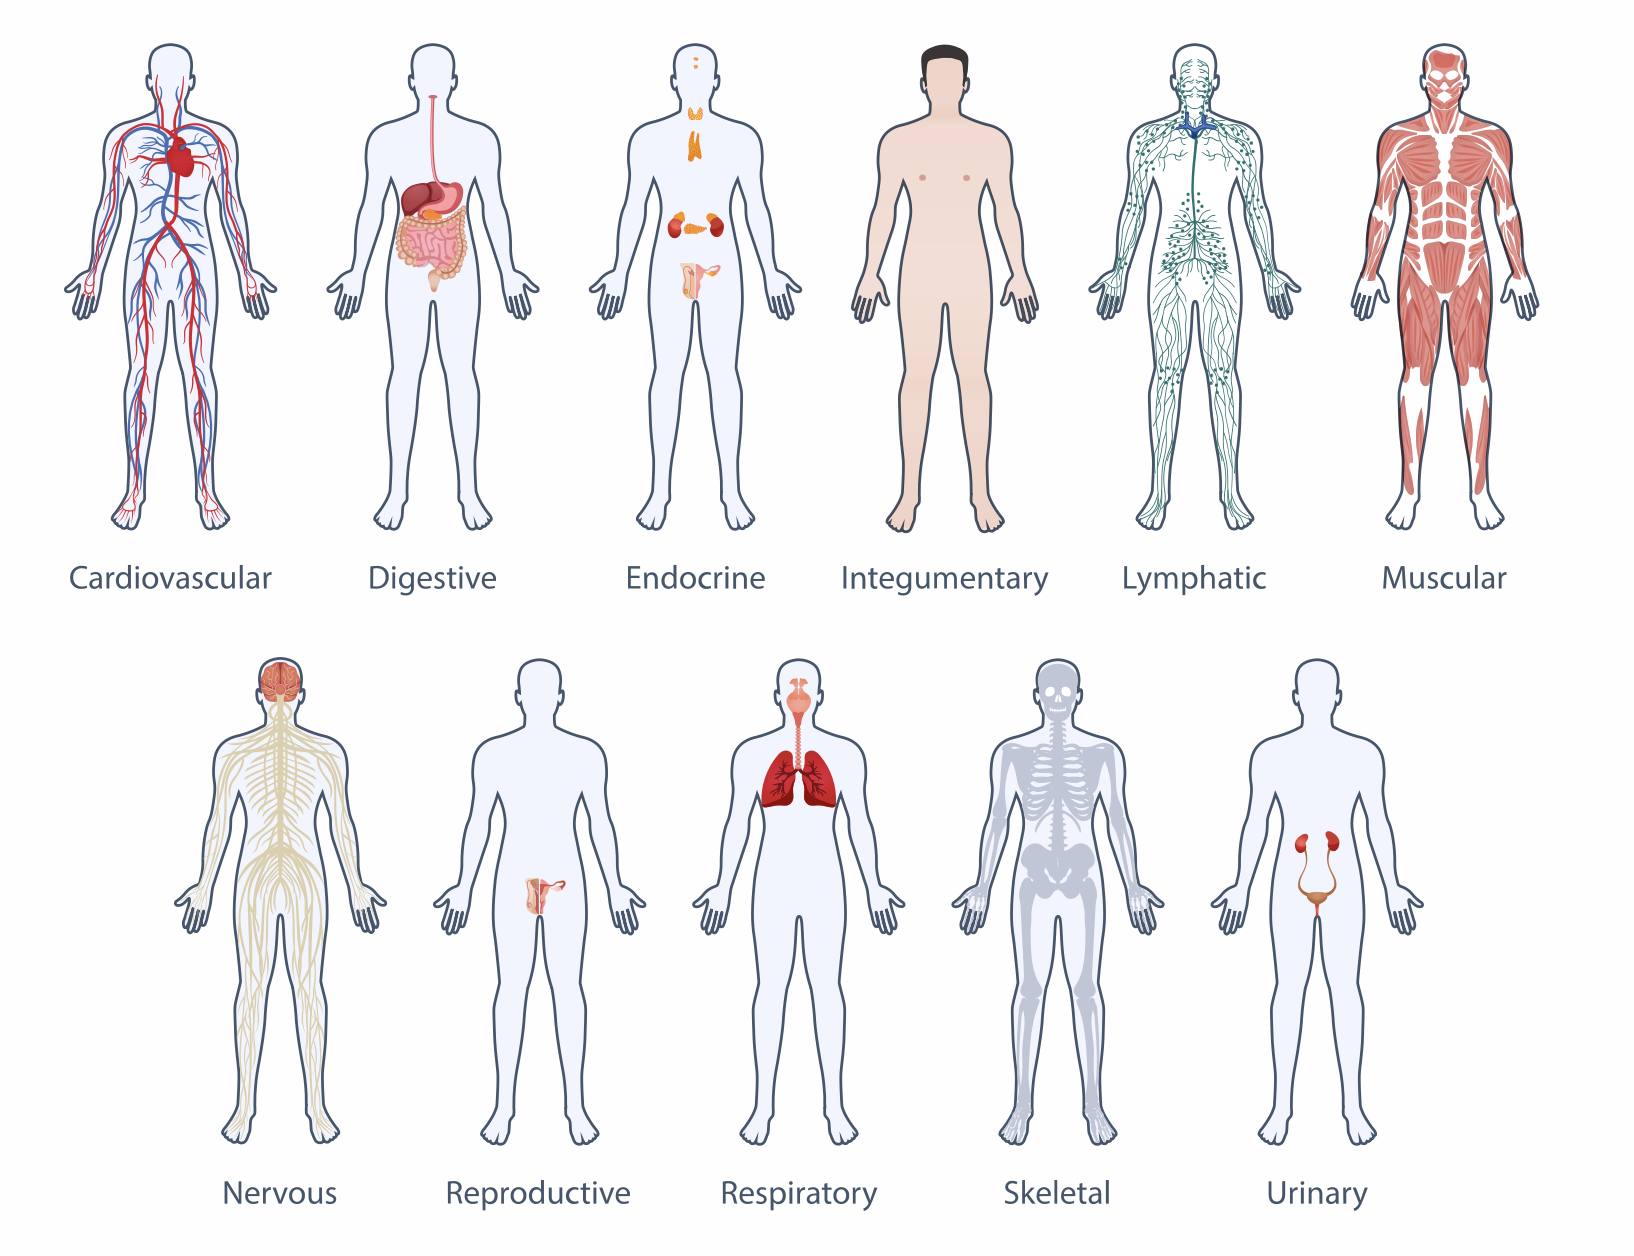 Cardiovascular
Digestive
Endocrine
Integumentary
Lymphatic
Muscular
Nervous
Reproductive
Respiratory
Skeletal
Urinary